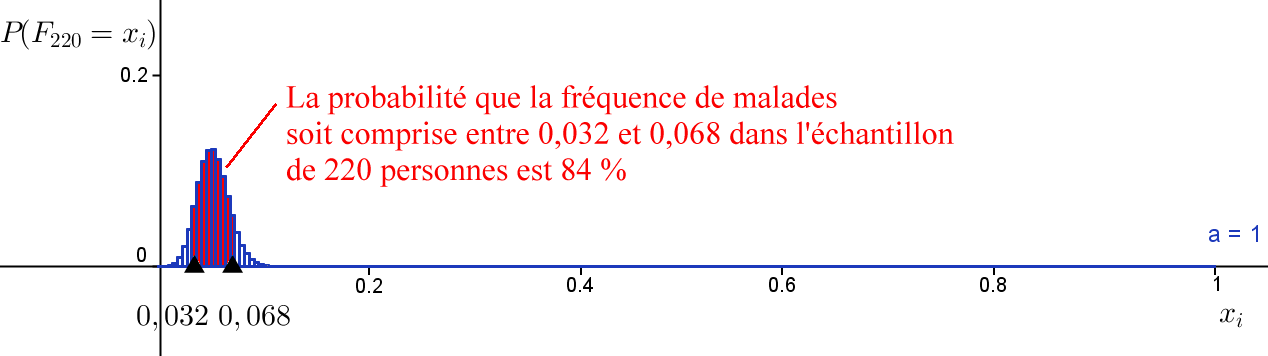 P(F₂₂₀ = xᵢ)
0.2
La probabilité que la fréquence de malades
soit comprise entre 0,032 et 0,068 dans l'échantillon
de 220 personnes est 84 %
a = 1
0
0.2 0.4 0.6 0.8 1
0,032 0,068 xᵢ